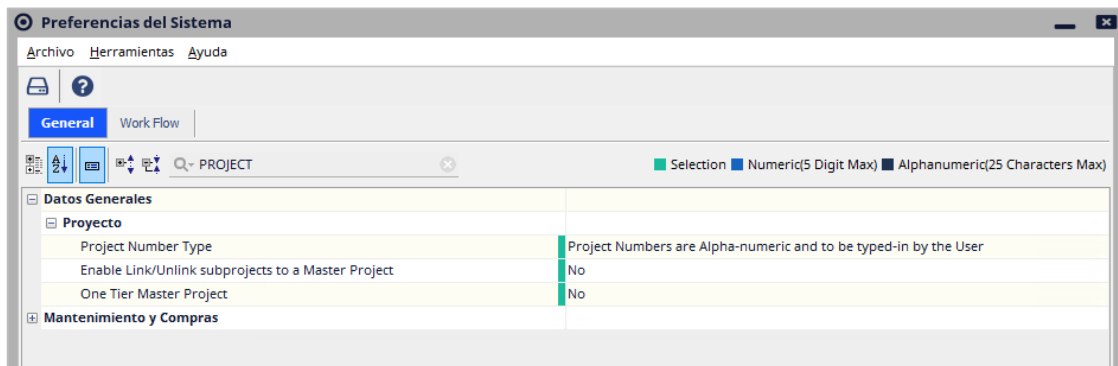 Preferencias del Sistema
Archivo Herramientas Ayuda
General Work Flow
PROJECT Selection Numeric(5 Digit Max) Alphanumeric(25 Characters Max)
Datos Generales
Proyecto
Project Number Type Project Numbers are Alpha-numeric and to be typed-in by the User
Enable Link/Unlink subprojects to a Master Project No
One Tier Master Project No
Mantenimiento y Compras